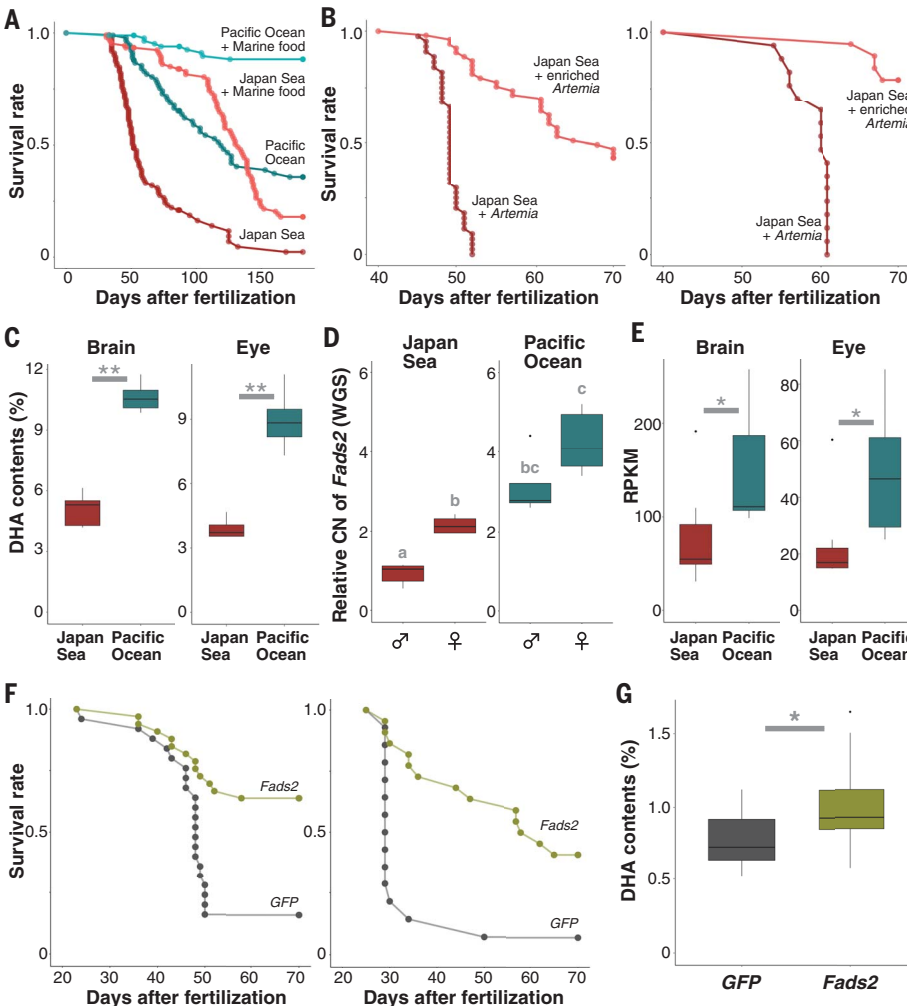 A
Survival rate
1.0
0.5
0
Pacific Ocean
+ Marine food
Japan Sea
+ Marine food
Pacific
Ocean
Japan Sea
0 50 100 150
Days after fertilization
B
Survival rate
1.0
0.5
0
Japan Sea
+ enriched
Artemia
Japan Sea
+ Artemia
40 50 60 70
Days after fertilization
1.0
0.5
0
Japan Sea
+ enriched
Artemia
Japan Sea
+ Artemia
40 60 70
Days after fertilization
C
DHA contents (%)
Brain
12
9
6
3
0
**
Japan
Sea
Pacific
Ocean
Eye
9
6
3
0
**
Japan
Sea
Pacific
Ocean
D
Relative CN of Fads2 (WGS)
Japan
Sea
6
4
2
0
a
b
♂ ♀
Pacific
Ocean
6
4
2
0
bc
c
♂ ♀
E
RPKM
Brain
200
100
0
*
Japan
Sea
Pacific
Ocean
Eye
80
60
40
20
0
*
Japan
Sea
Pacific
Ocean
F
Survival rate
1.0
0.5
0
Fads2
GFP
20 30 40 50 60 70
Days after fertilization
1.0
0.5
0
Fads2
GFP
20 30 40 50 60 70
Days after fertilization
G
DHA contents (%)
1.5
1.0
0.5
0
*
GFP Fads2